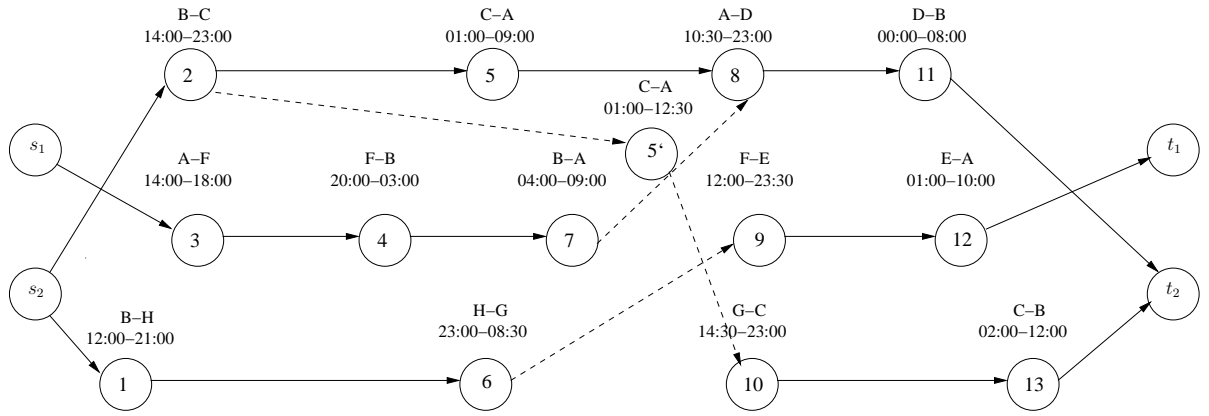 B–C
14:00–23:00
2
C–A
01:00–09:00
5
A–D
10:30–23:00
8
D–B
00:00–08:00
11
C–A
01:00–12:30
5‘
s1
A–F
14:00–18:00
3
F–B
20:00–03:00
4
B–A
04:00–09:00
7
F–E
12:00–23:30
9
E–A
01:00–10:00
12
t1
s2
B–H
12:00–21:00
1
H–G
23:00–08:30
6
G–C
14:30–23:00
10
C–B
02:00–12:00
13
t2